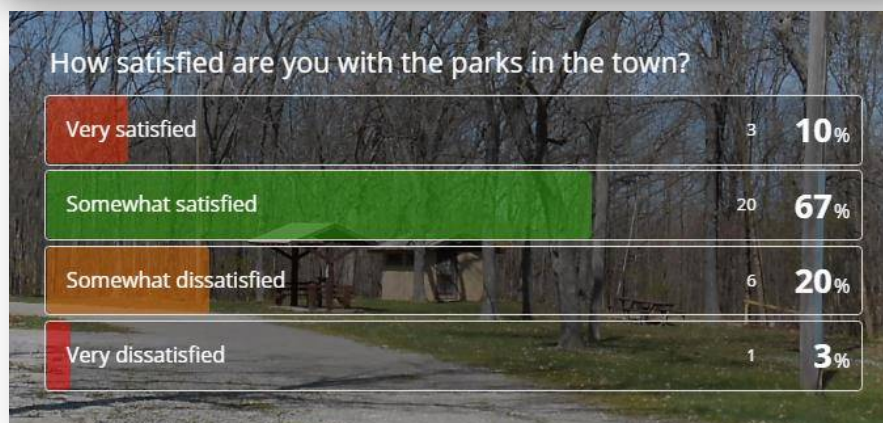 How satisfied are you with the parks in the town?
Very satisfied 3 10%
Somewhat satisfied 20 67%
Somewhat dissatisfied 6 20%
Very dissatisfied 1 3%